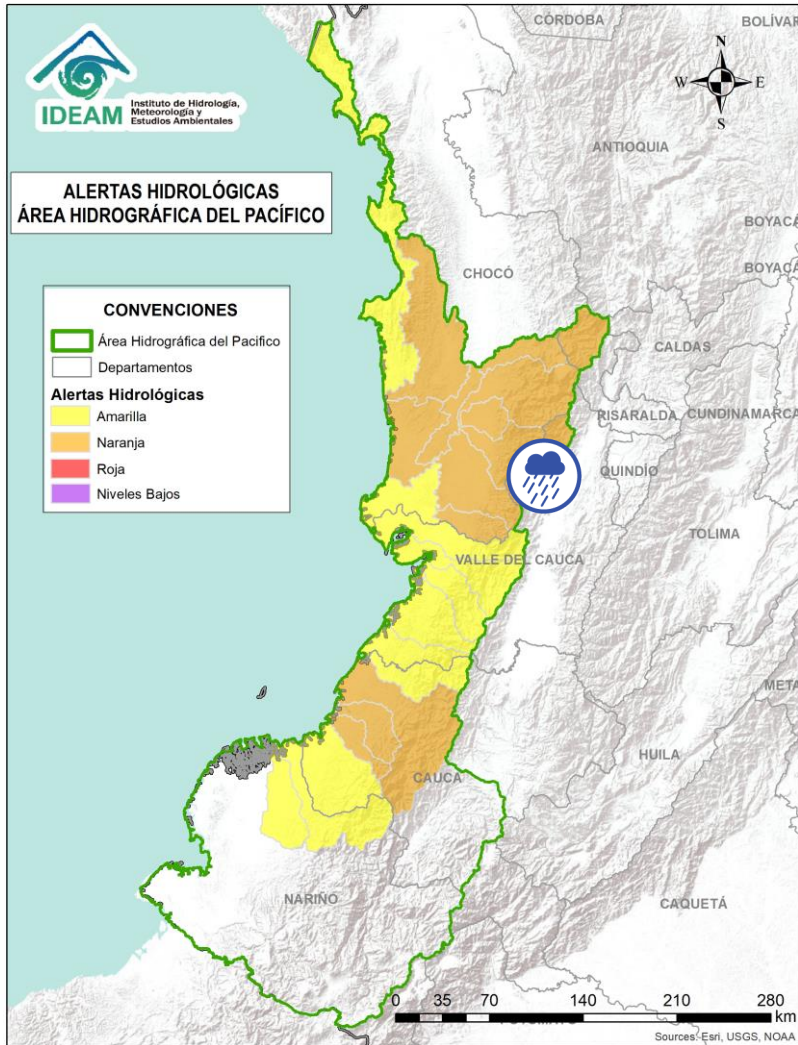 CÓRDOBA
BOLÍVAR
N
W E
S
IDEAM
Instituto de Hidrología,
Meteorología y
Estudios Ambientales
ANTIOQUIA
ALERTAS HIDROLÓGICAS
ÁREA HIDROGRÁFICA DEL PACÍFICO
BOYACÁ
BOYACÁ
CHOCÓ
CONVENCIONES
Área Hidrográfica del Pacifico
Departamentos
Alertas Hidrológicas
Amarilla
Naranja
Roja
Niveles Bajos
CALDAS
RISARALDA
CUNDINAMARCA
QUINDÍO
TOLIMA
VALLE DEL CAUCA
META
HUILA
CAUCA
NARIÑO
CAQUETÁ
0 35 70 140 210 280
km
Sources: Esri, USGS, NOAA